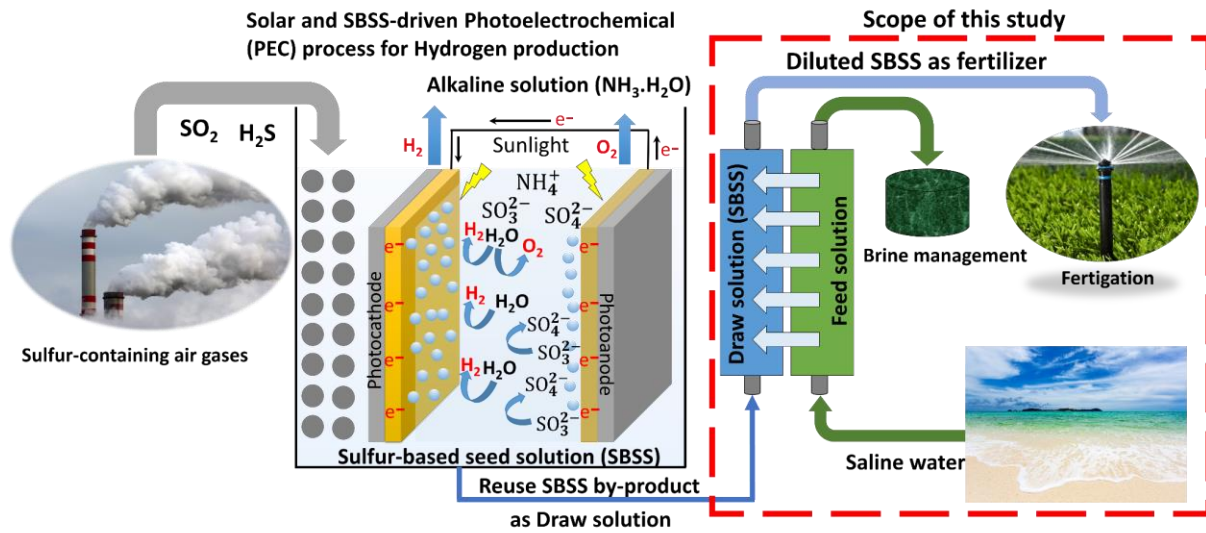 Solar and SBSS-driven Photoelectrochemical
(PEC) process for Hydrogen production
Scope of this study
Diluted SBSS as fertilizer
Alkaline solution (NH₃.H₂O)
SO₂ H₂S
Sulfur-containing air gases
H₂
e⁻
Sunlight
O₂
e⁻
NH₄⁺
SO₃²⁻
SO₄²⁻
Photocathode
e⁻
e⁻
e⁻
e⁻
H₂
H₂O
O₂
H₂
H₂O
H₂
H₂O
SO₄²⁻
SO₃²⁻
SO₄²⁻
SO₃²⁻
e⁻
e⁻
e⁻
e⁻
Photoanode
Sulfur-based seed solution (SBSS)
Reuse SBSS by-product
as Draw solution
Draw solution (SBSS)
Feed solution
Brine management
Fertigation
Saline water